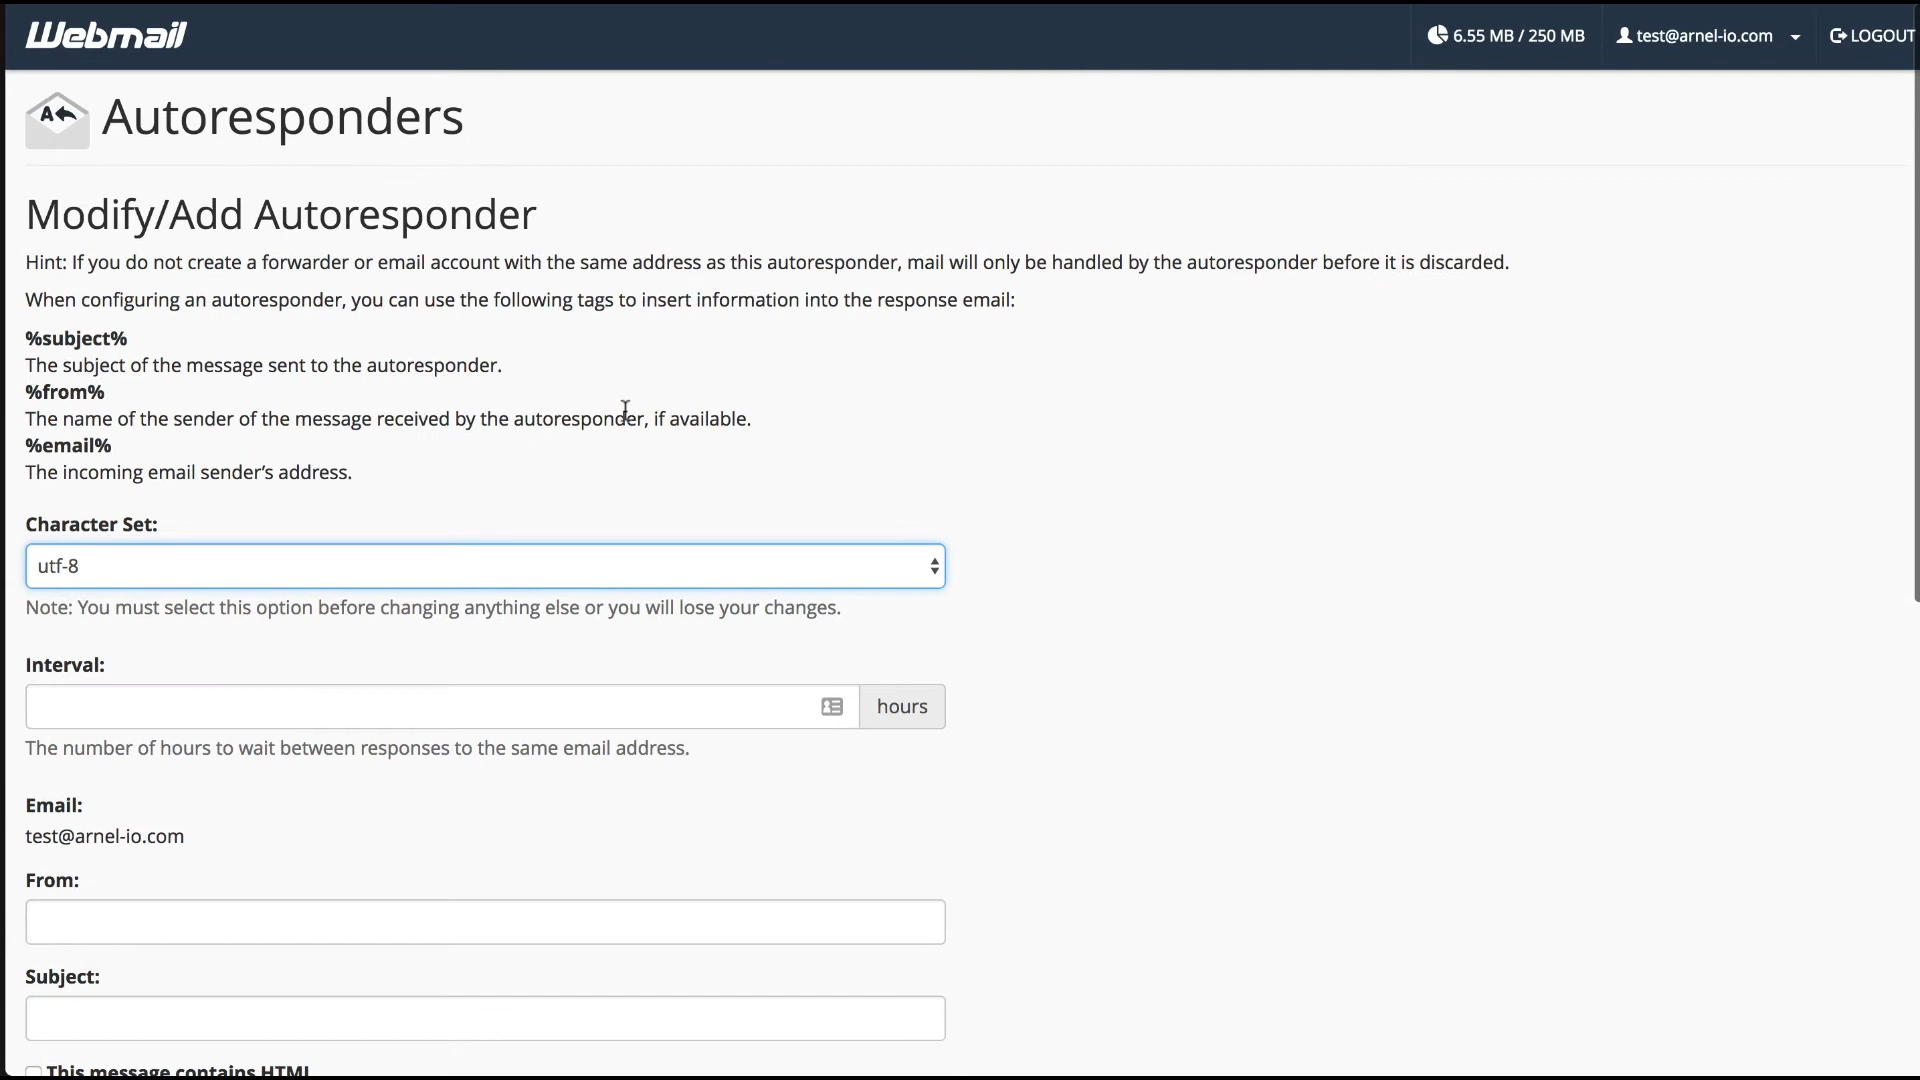 Webmail
6.55 MB / 250 MB
test@arnel-io.com
LOGOUT
A
Autoresponders
Modify/Add Autoresponder
Hint: If you do not create a forwarder or email account with the same address as this autoresponder, mail will only be handled by the autoresponder before it is discarded.
When configuring an autoresponder, you can use the following tags to insert information into the response email:
%subject%
The subject of the message sent to the autoresponder.
%from%
The name of the sender of the message received by the autoresponder, if available.
%email%
The incoming email sender’s address.
Character Set:
utf-8
Note: You must select this option before changing anything else or you will lose your changes.
Interval:
hours
The number of hours to wait between responses to the same email address.
Email:
test@arnel-io.com
From:
Subject:
This message contains HTML